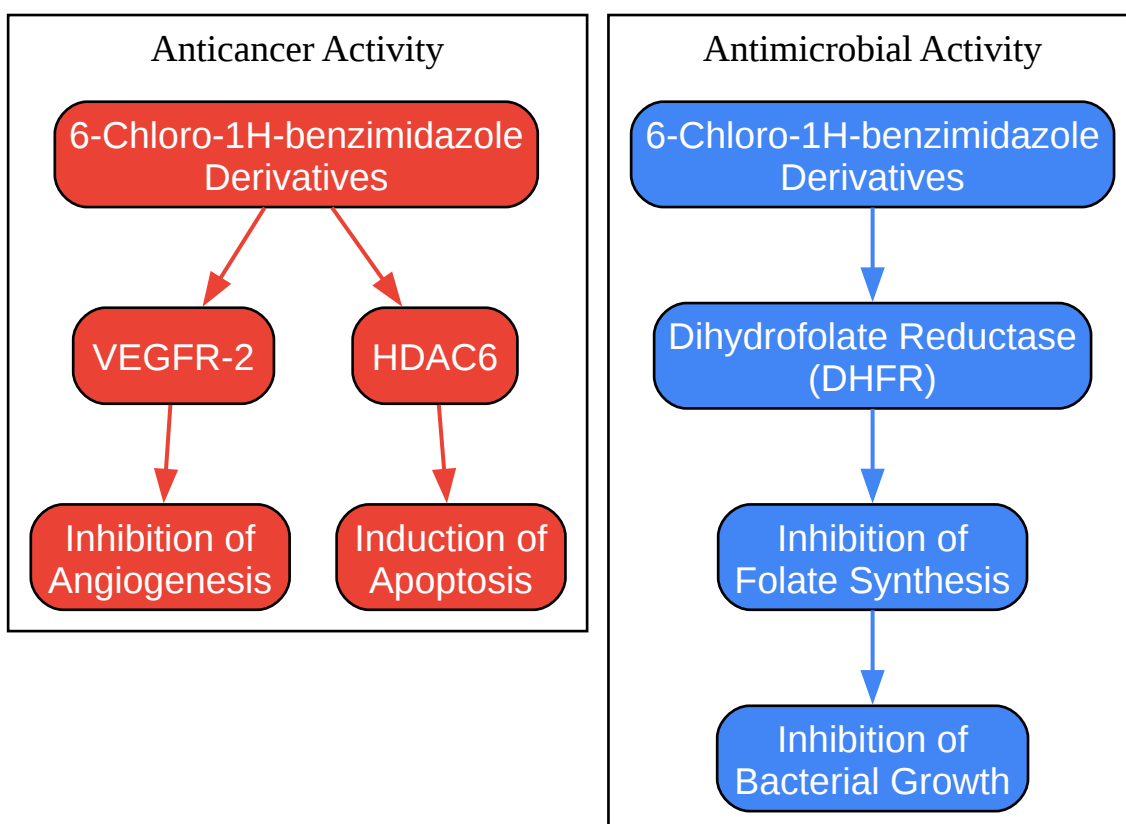 Anticancer Activity
6-Chloro-1H-benzimidazole
Derivatives
VEGFR-2
HDAC6
Inhibition of
Angiogenesis
Induction of
Apoptosis
Antimicrobial Activity
6-Chloro-1H-benzimidazole
Derivatives
Dihydrofolate Reductase
(DHFR)
Inhibition of
Folate Synthesis
Inhibition of
Bacterial Growth